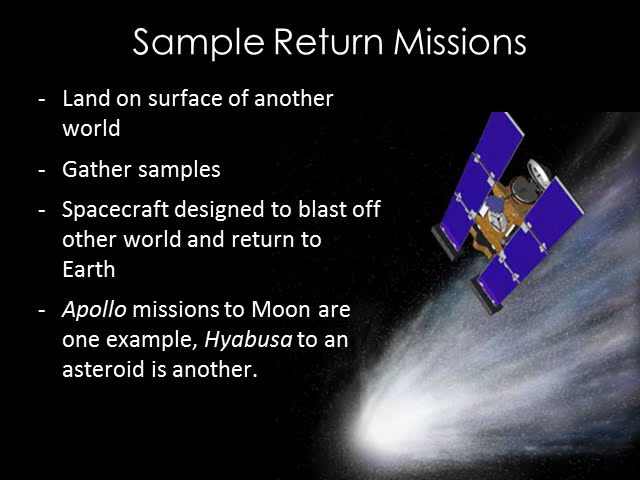 Sample Return Missions
- Land on surface of another
world
- Gather samples
- Spacecraft designed to blast off
other world and return to
Earth
- Apollo missions to Moon are
one example, Hyabusa to an
asteroid is another.